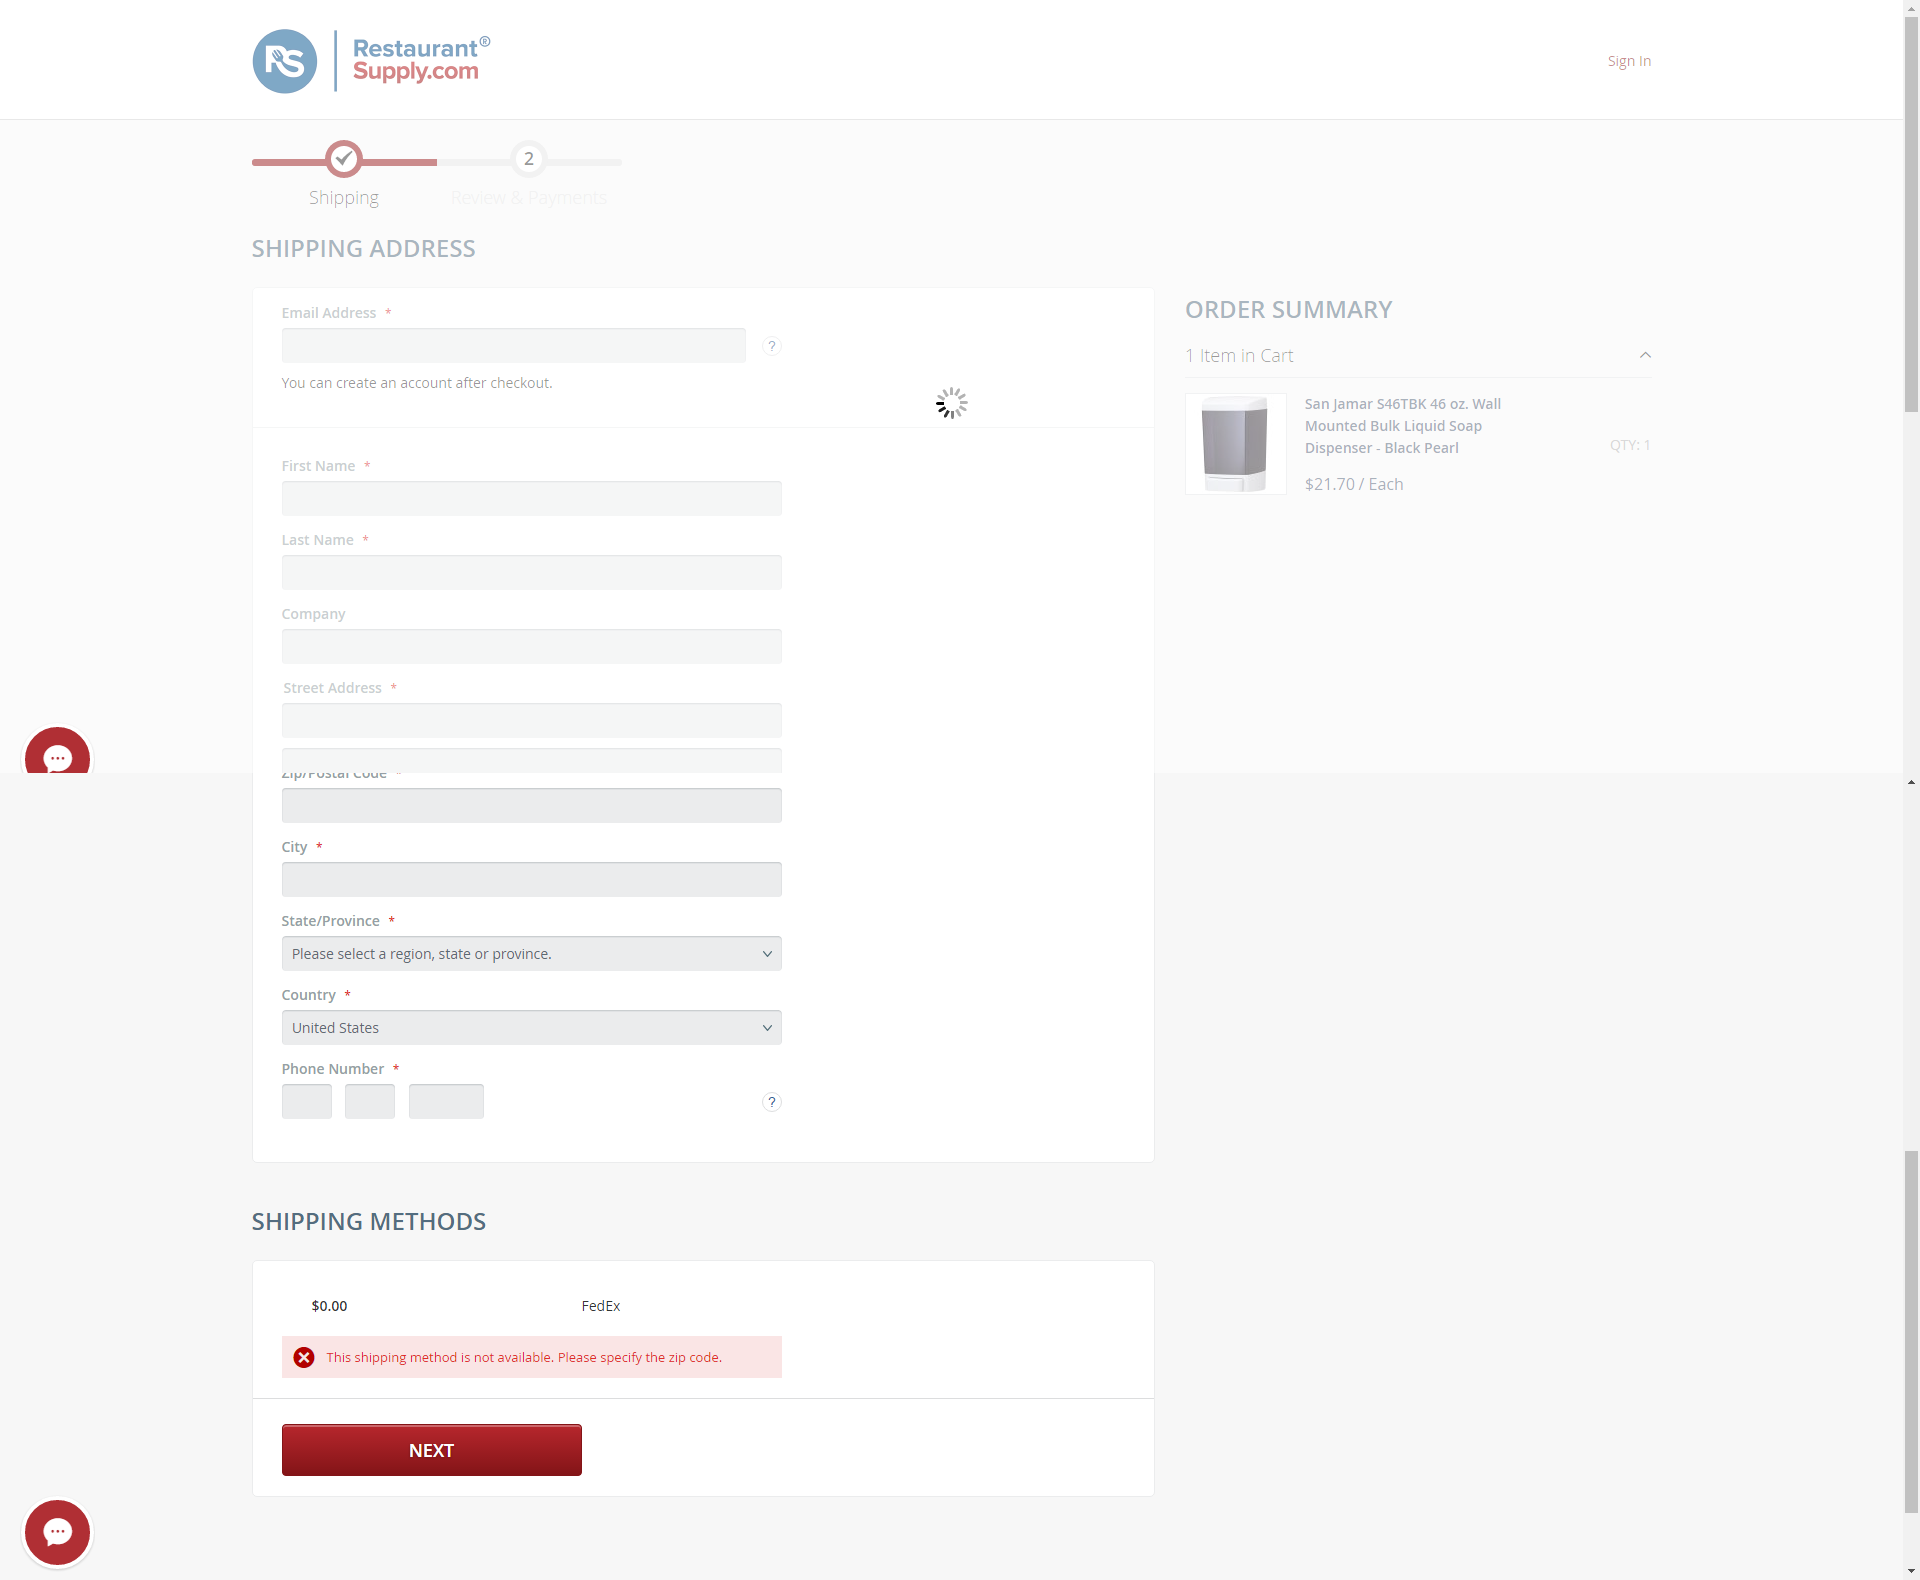 RS
Restaurant®
Supply.com
Sign In
2
Shipping
Review & Payments
SHIPPING ADDRESS
Email Address *
?
You can create an account after checkout.
First Name *
Last Name *
Company
Street Address *
Zip/Postal Code *
City *
State/Province *
Please select a region, state or province.
Country *
United States
Phone Number *
?
SHIPPING METHODS
$0.00 FedEx
This shipping method is not available. Please specify the zip code.
NEXT
ORDER SUMMARY
1 Item in Cart
San Jamar S46TBK 46 oz. Wall
Mounted Bulk Liquid Soap
Dispenser - Black Pearl
QTY: 1
$21.70 / Each